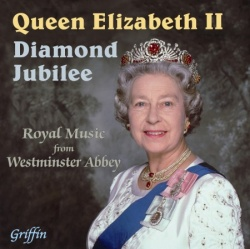 Queen Elizabeth II
Diamond
Jubilee
Royal Music
from
Westminster Abbey
Griffin